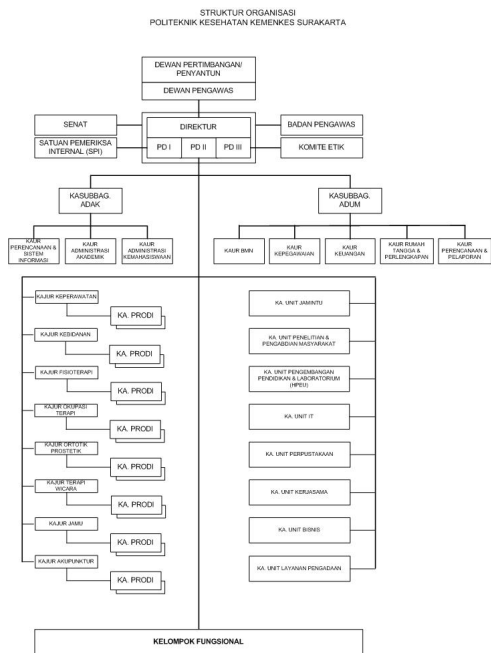 STRUKTUR ORGANISASI
POLITEKNIK KESEHATAN KEMENKES SURAKARTA
DEWAN PERTIMBANGAN/
PENYANTUN
DEWAN PENGAWAS
SENAT
DIREKTUR
BADAN PENGAWAS
SATUAN PEMERIKSA
INTERNAL (SPI)
PD I
PD II
PD III
KOMITE ETIK
KASUBBAG.
ADAK
KASUBBAG.
ADUM
KAUR
PERENCANAAN &
SISTEM
INFORMASI
KAUR
ADMINISTRASI
AKADEMIK
KAUR
ADMINISTRASI
KEMAHASISWAAN
KAUR BMN
KAUR
KEPEGAWAIAN
KAUR
KEUANGAN
KAUR RUMAH
TANGGA &
PERLENGKAPAN
KAUR
PERENCANAAN &
PELAPORAN
KAJUR KEPERAWATAN
KA. PRODI
KAJUR KEBIDANAN
KA. PRODI
KAJUR FISIOTERAPI
KA. PRODI
KAJUR OKUPASI
TERAPI
KA. PRODI
KAJUR ORTOTIK
PROSTETIK
KA. PRODI
KAJUR TERAPI
WICARA
KA. PRODI
KAJUR JAMU
KA. PRODI
KAJUR AKUPUNKTUR
KA. PRODI
KA. UNIT JAMINTU
KA. UNIT PENELITIAN &
PENGABDIAN MASYARAKAT
KA. UNIT PENGEMBANGAN
PENDIDIKAN & LABORATORIUM
(HPEU)
KA. UNIT IT
KA. UNIT PERPUSTAKAAN
KA. UNIT KERJASAMA
KA. UNIT BISNIS
KA. UNIT LAYANAN PENGADAAN
KELOMPOK FUNGSIONAL